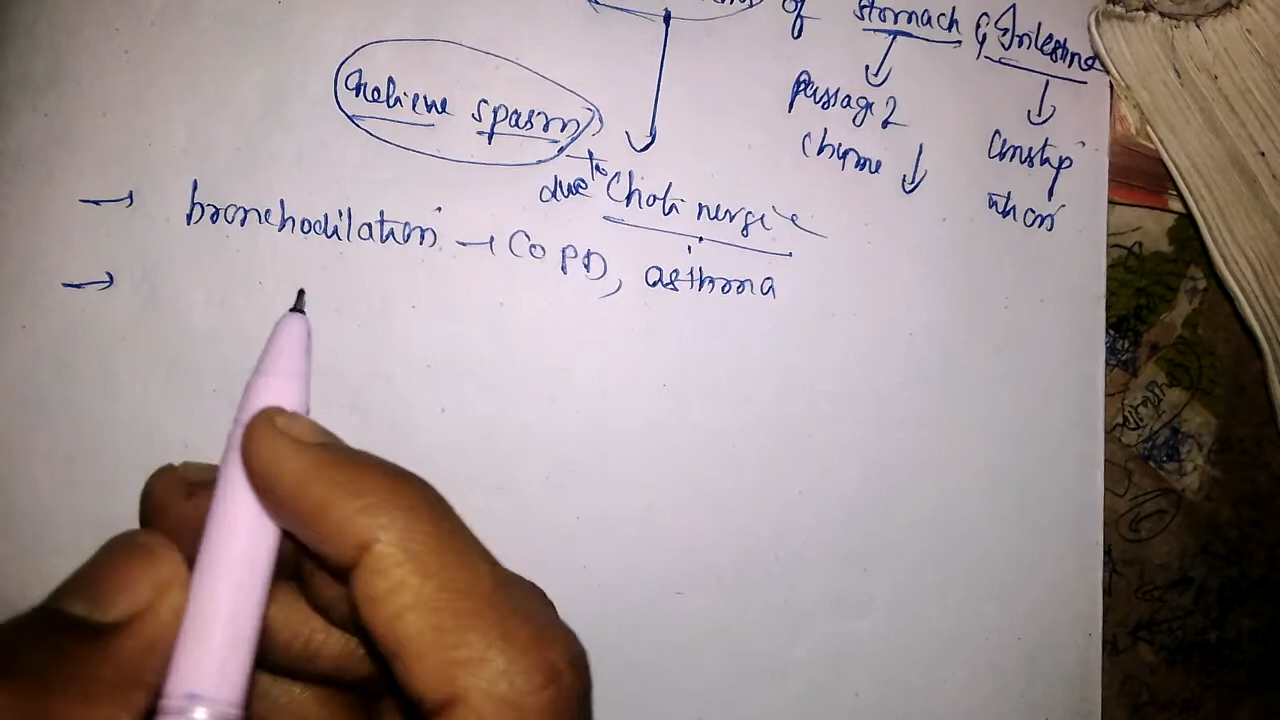 of stomach & Intestine
relieve spasm
passage
chyme ↓
constip
ation
due to Cholinergic
→ bronchodilation → COPD, asthma
→